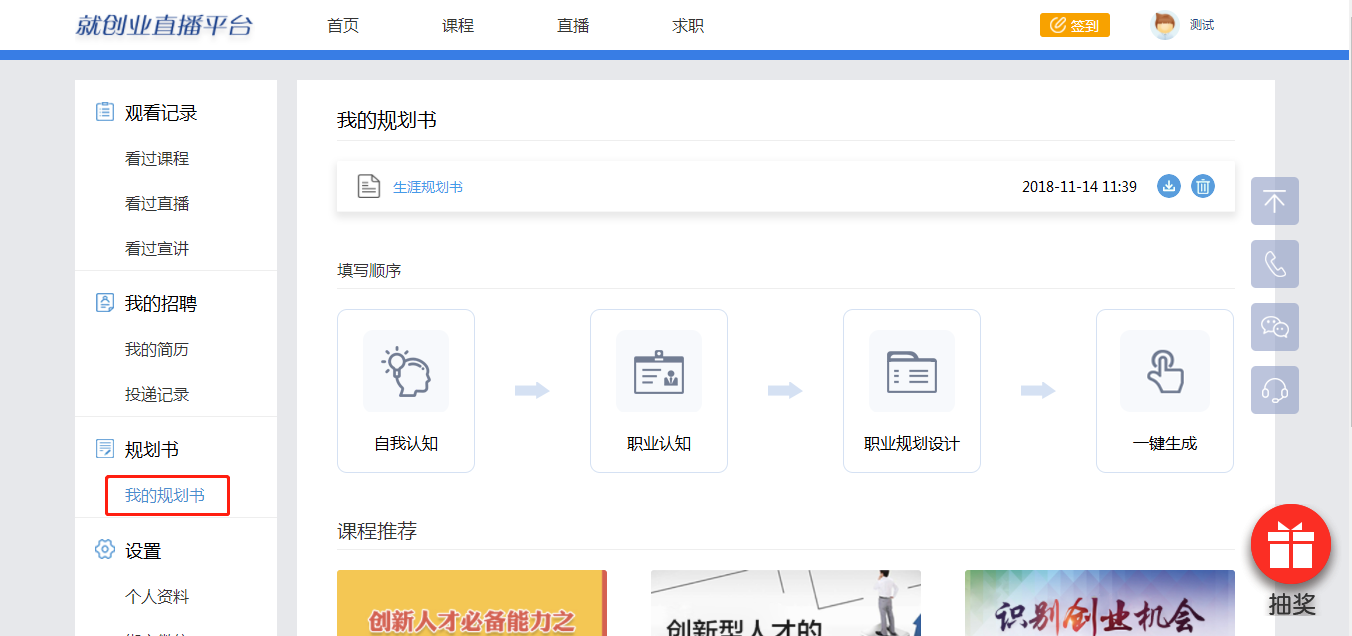 就创业直播平台
首页
课程
直播
求职
签到
测试
观看记录
看过课程
看过直播
看过宣讲
我的招聘
我的简历
投递记录
规划书
我的规划书
设置
个人资料
我的规划书
生涯规划书
2018-11-14 11:39
填写顺序
自我认知
职业认知
职业规划设计
一键生成
课程推荐
创新人才必备能力之
创新型人才的
识别创业机会
抽奖